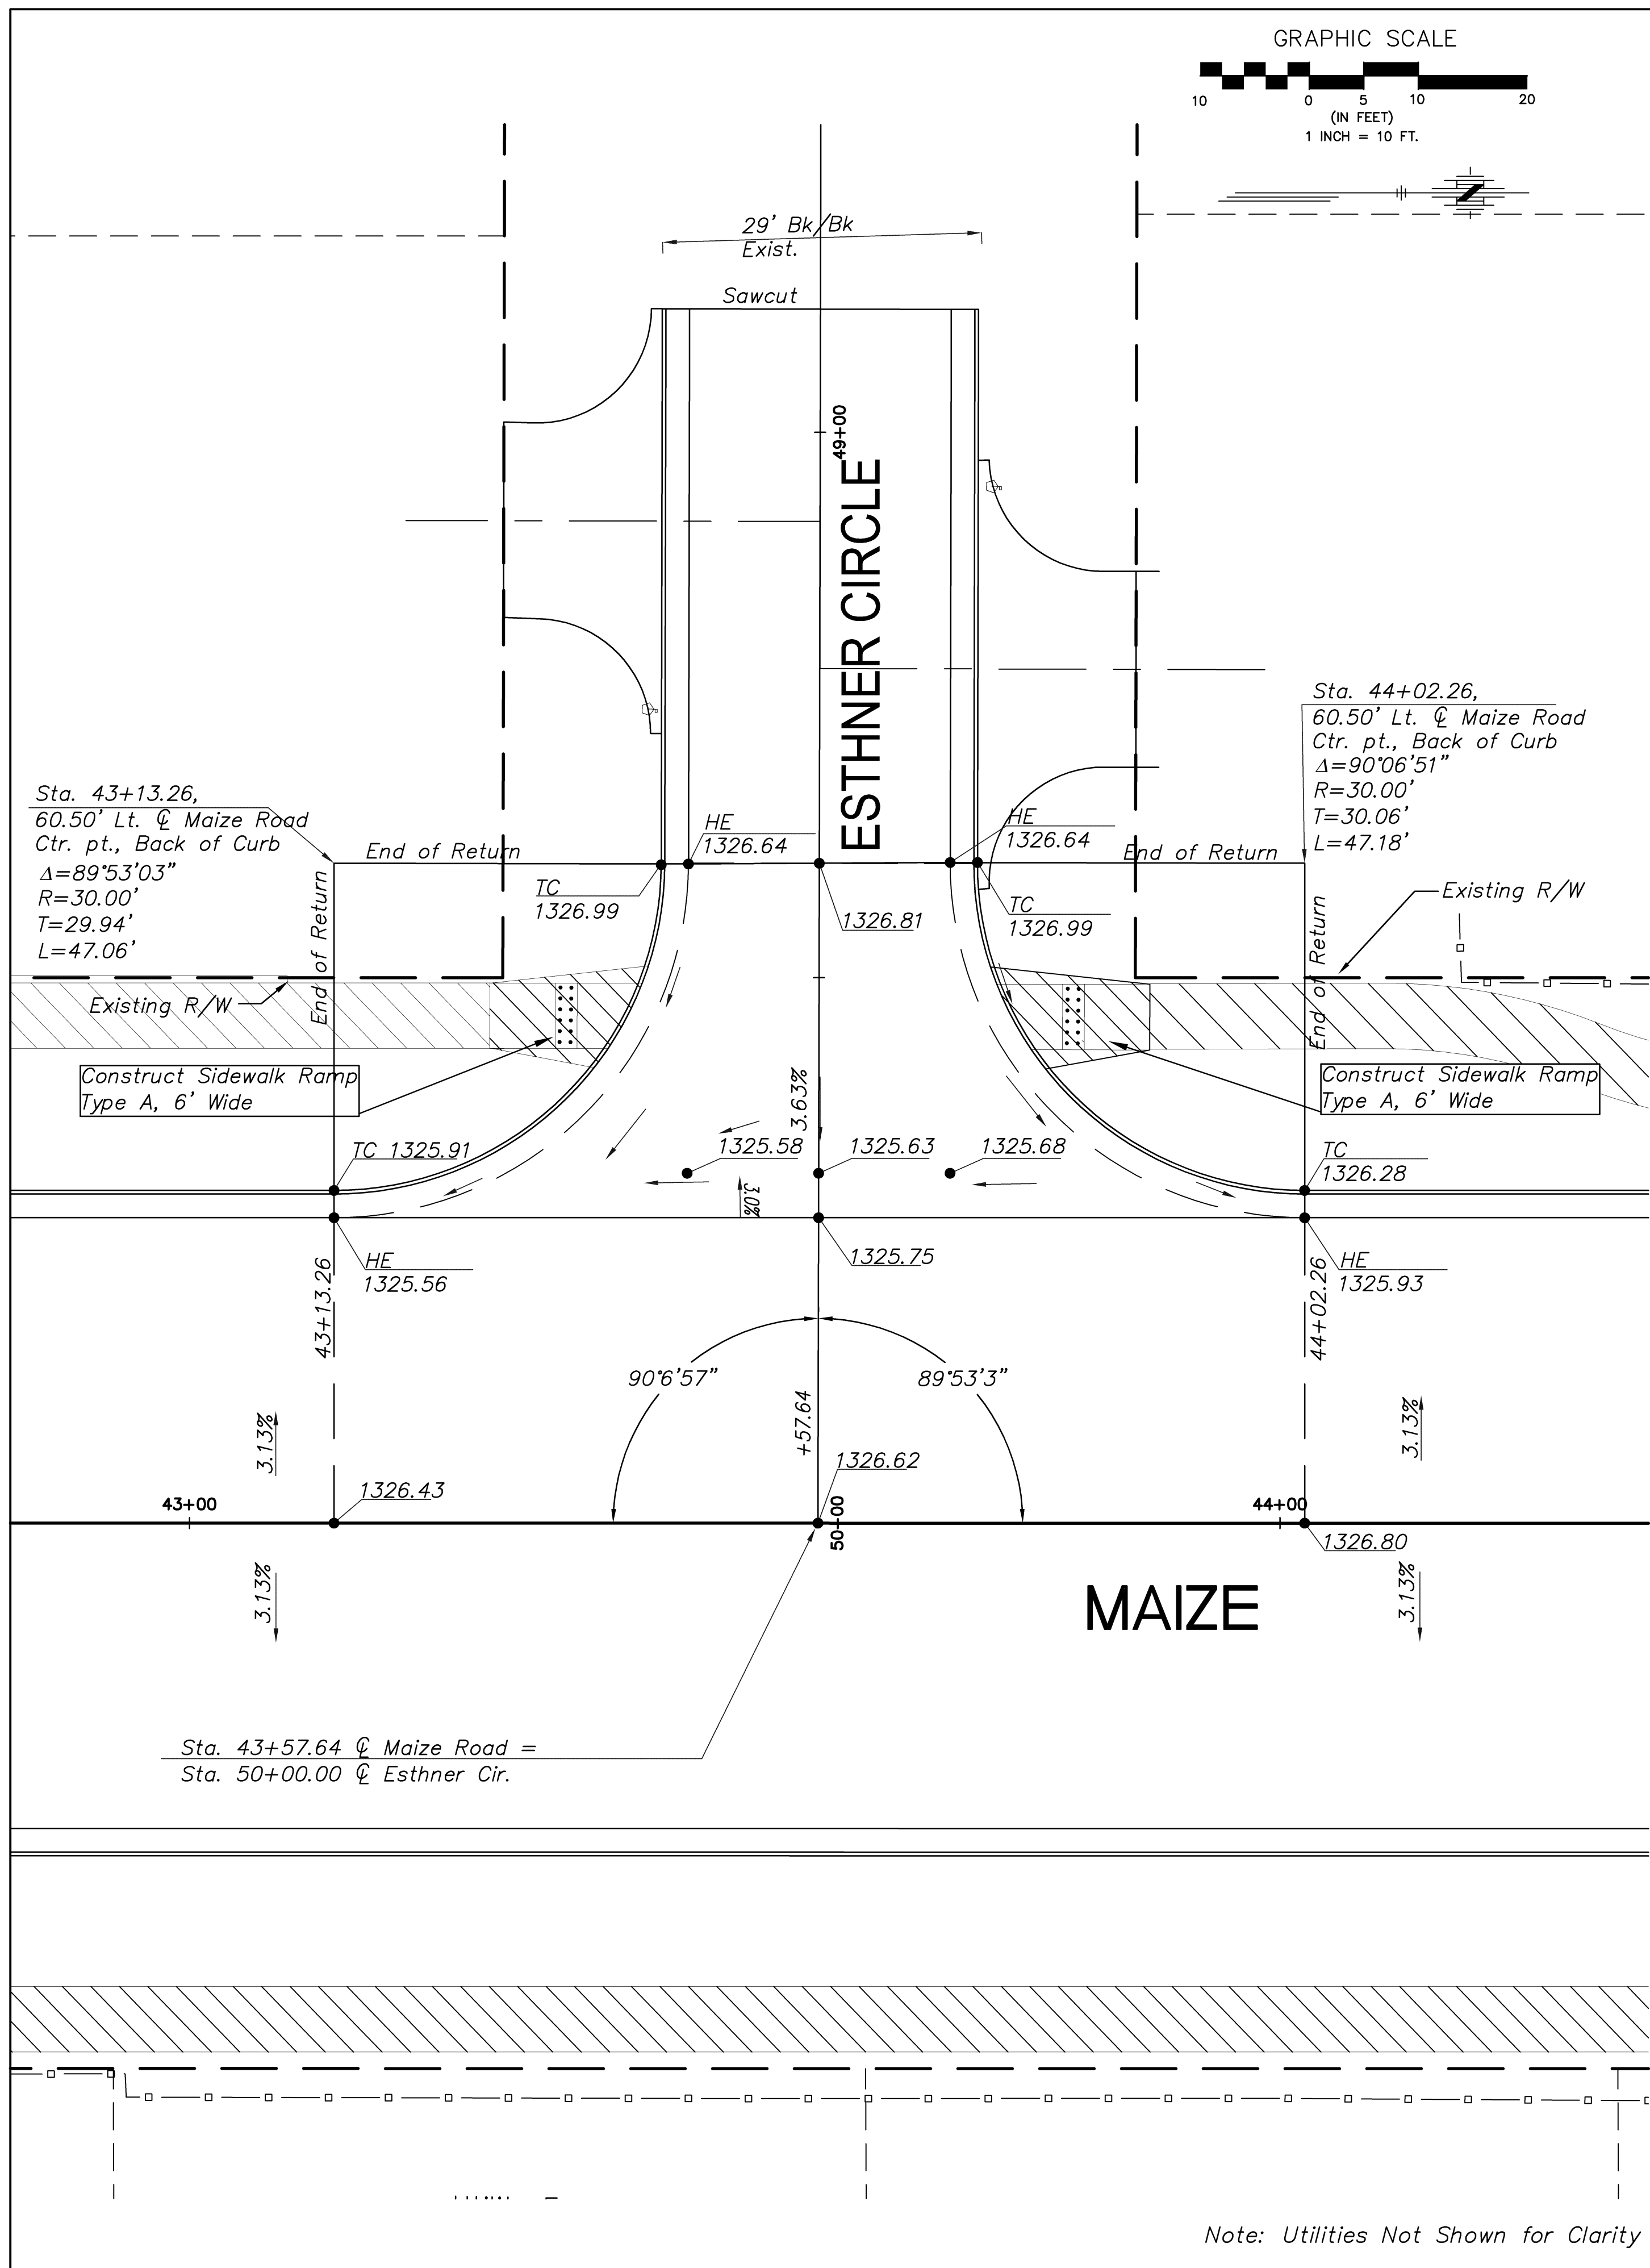 GRAPHIC SCALE
10 0 5 10 20
(IN FEET)
1 INCH = 10 FT.
29' Bk/Bk
Exist.
Sawcut
49+00
ESTHNER CIRCLE
Sta. 44+02.26,
60.50' Lt. ℄ Maize Road
Ctr. pt., Back of Curb
Δ=90°06'51"
R=30.00'
T=30.06'
L=47.18'
Sta. 43+13.26,
60.50' Lt. ℄ Maize Road
Ctr. pt., Back of Curb
Δ=89°53'03"
R=30.00'
T=29.94'
L=47.06'
End of Return
HE
1326.64
HE
1326.64
End of Return
TC
1326.99
1326.81
TC
1326.99
Existing R/W
End of Return
End of Return
Existing R/W
Construct Sidewalk Ramp
Type A, 6' Wide
Construct Sidewalk Ramp
Type A, 6' Wide
3.63%
TC 1325.91
1325.58
1325.63
1325.68
TC
1326.28
3.0%
HE
1325.56
1325.75
HE
1325.93
43+13.26
44+02.26
90°6'57"
89°53'3"
+57.64
3.13%
3.13%
1326.43
1326.62
43+00
50+00
44+00
1326.80
3.13%
3.13%
MAIZE
Sta. 43+57.64 ℄ Maize Road =
Sta. 50+00.00 ℄ Esthner Cir.
Note: Utilities Not Shown for Clarity